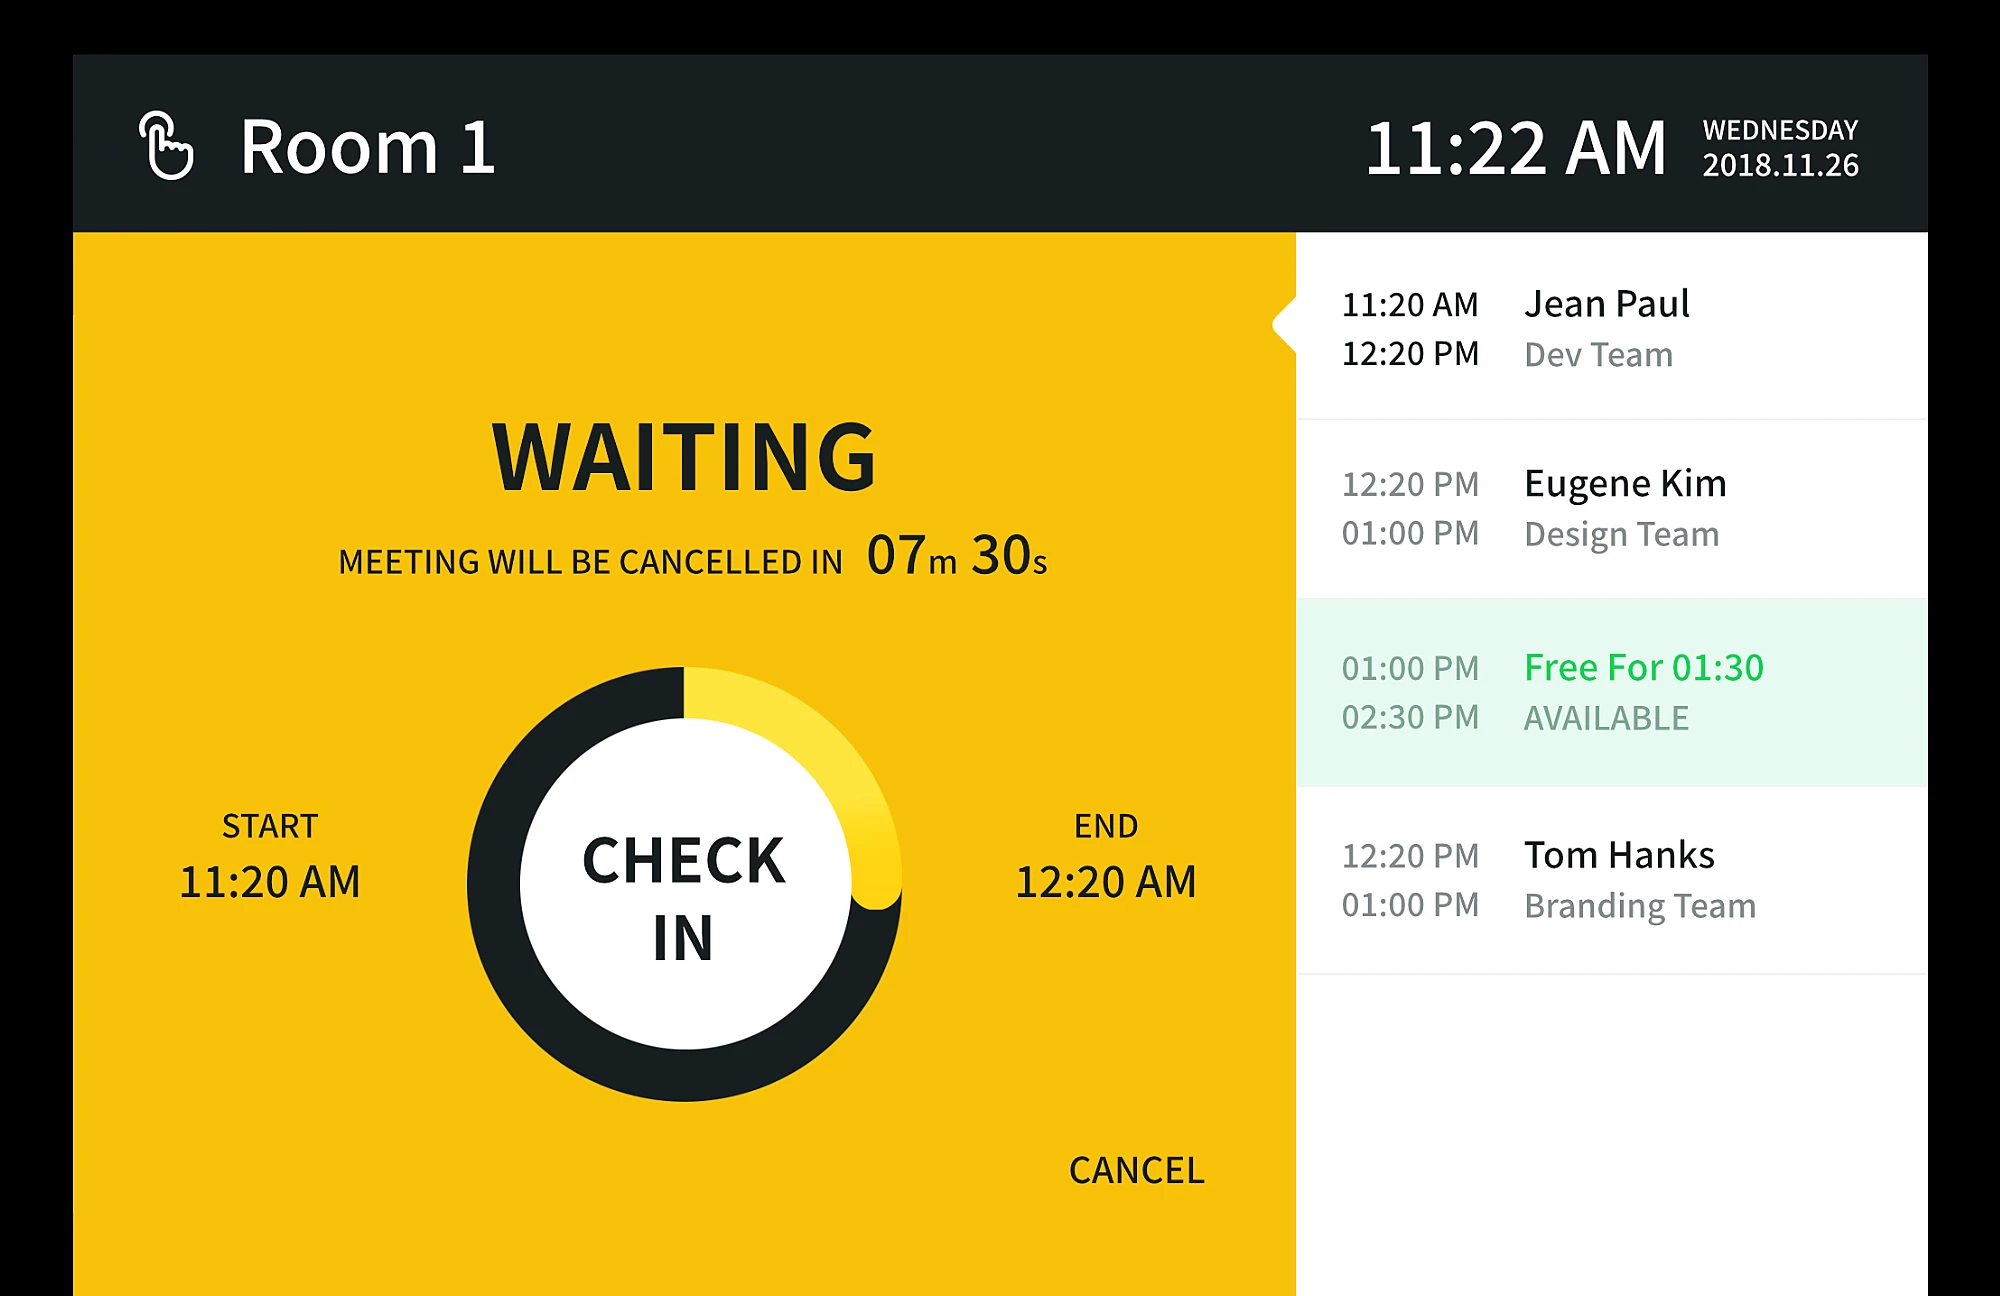 Room 1
11:22 AM
WEDNESDAY
2018.11.26
WAITING
MEETING WILL BE CANCELLED IN 07m 30s
START
11:20 AM
CHECK
IN
END
12:20 AM
CANCEL
11:20 AM Jean Paul
12:20 PM Dev Team
12:20 PM Eugene Kim
01:00 PM Design Team
01:00 PM Free For 01:30
02:30 PM AVAILABLE
12:20 PM Tom Hanks
01:00 PM Branding Team